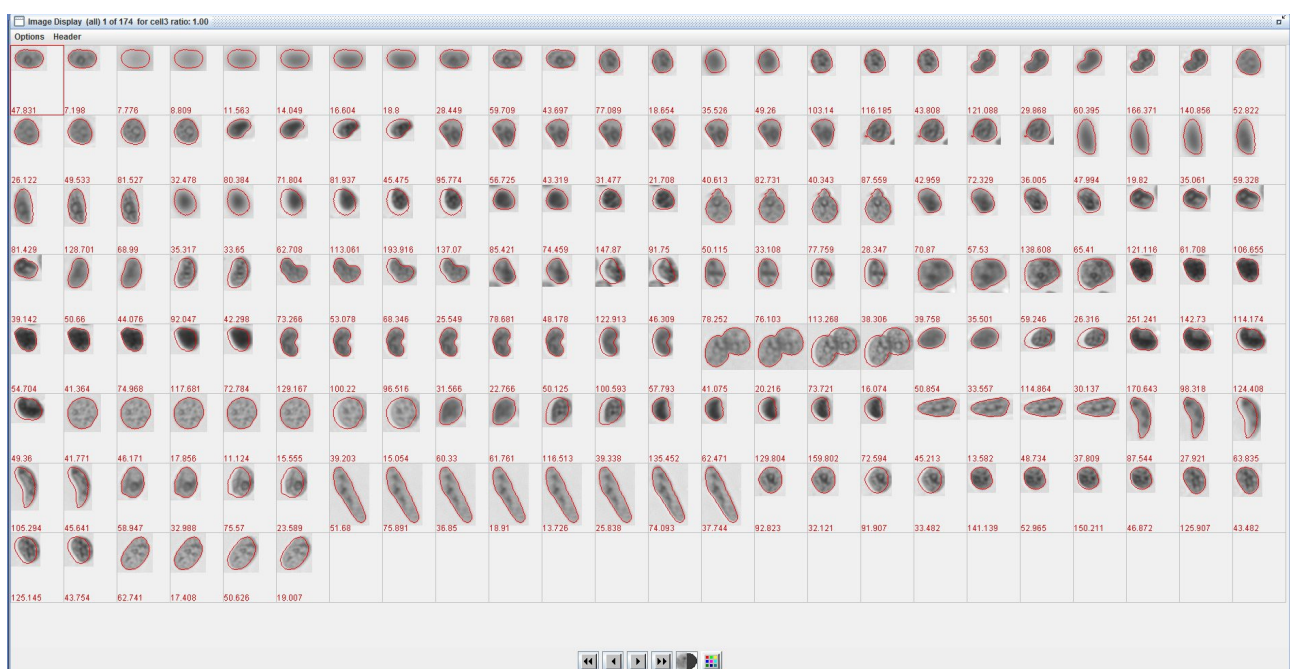 Image Display (all) 1 of 174 for cell3 ratio: 1.00
Options Header
47.831 7.198 7.776 8.809 11.563 14.049 16.604 18.8 28.449 59.709 43.697 77.089 18.654 35.526 49.26 103.14 116.185 43.808 121.088 29.868 60.395 166.371 140.856 52.822
26.122 49.533 81.527 32.478 80.384 71.804 81.937 45.475 95.774 56.725 43.319 31.477 21.708 40.613 82.731 40.343 87.559 42.959 72.329 36.005 47.994 19.82 35.061 59.328
81.429 128.701 68.99 35.317 33.65 62.708 113.061 193.916 137.07 85.421 74.459 147.87 91.75 50.115 33.108 77.759 28.347 70.87 57.53 138.608 65.41 121.116 61.708 106.655
39.142 50.66 44.076 92.047 42.298 73.266 53.078 68.346 25.549 78.681 48.178 122.913 46.309 78.252 76.103 113.268 38.306 39.758 35.501 59.246 26.316 251.241 142.73 114.174
54.704 41.364 74.968 117.681 72.784 129.167 100.22 96.516 31.566 22.766 50.125 100.593 57.793 41.075 20.216 73.721 16.074 50.854 33.557 114.864 30.137 170.643 98.318 124.408
49.36 41.771 46.171 17.856 11.124 15.555 39.203 15.054 60.33 61.761 116.513 39.338 135.452 62.471 129.804 159.802 72.594 45.213 13.582 48.734 37.809 87.544 27.921 63.835
105.294 45.641 58.947 32.988 75.57 23.589 51.68 75.891 36.85 18.91 13.726 25.838 74.093 37.744 92.823 32.121 91.907 33.482 141.139 52.965 150.211 46.872 125.907 43.482
125.145 43.754 62.741 17.408 50.626 19.007